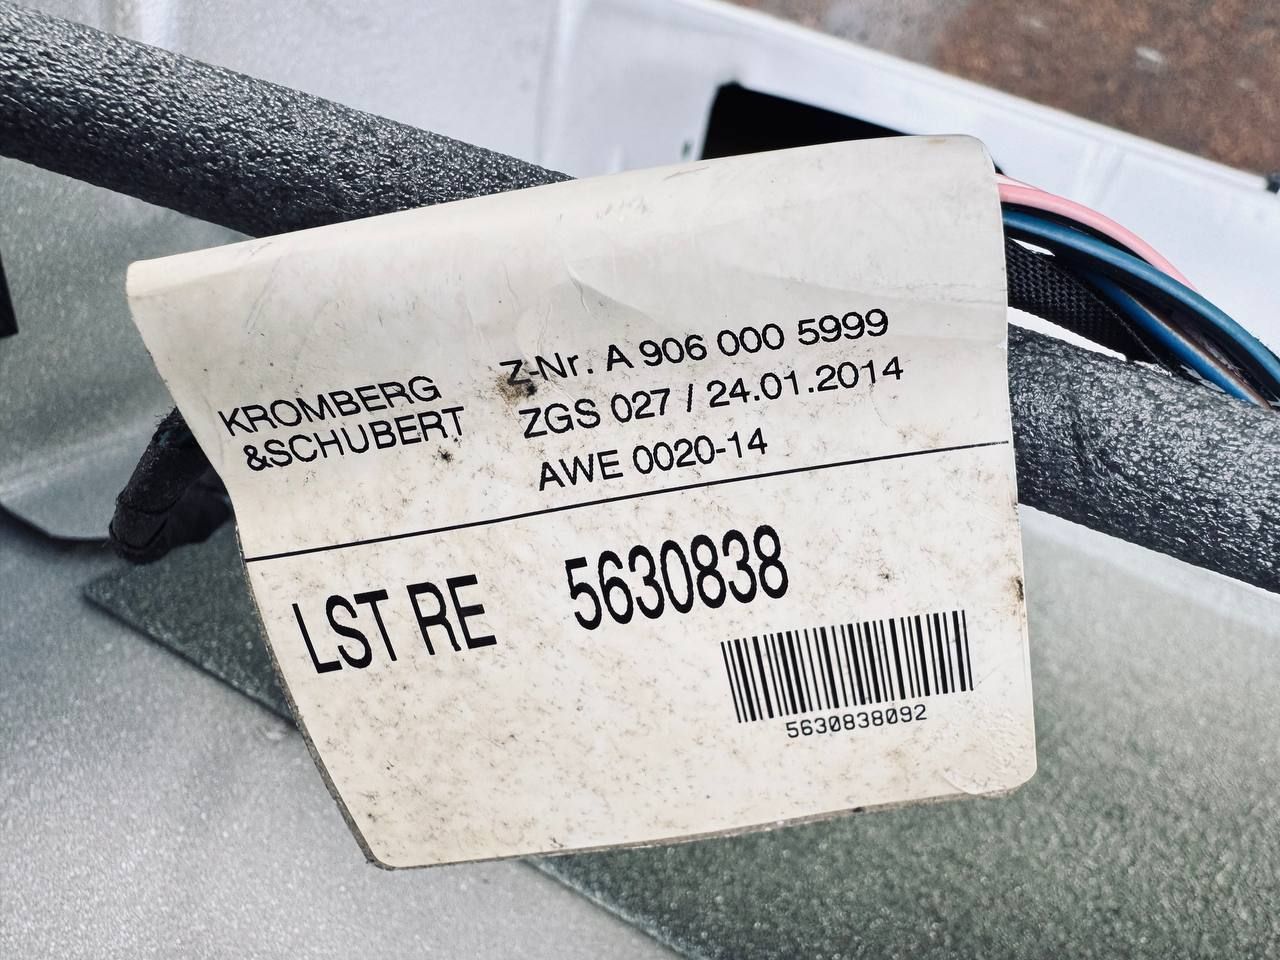 KROMBERG
&SCHUBERT
Z-Nr. A 906 000 5999
ZGS 027 / 24.01.2014
AWE 0020-14
LST RE 5630838
5630838092